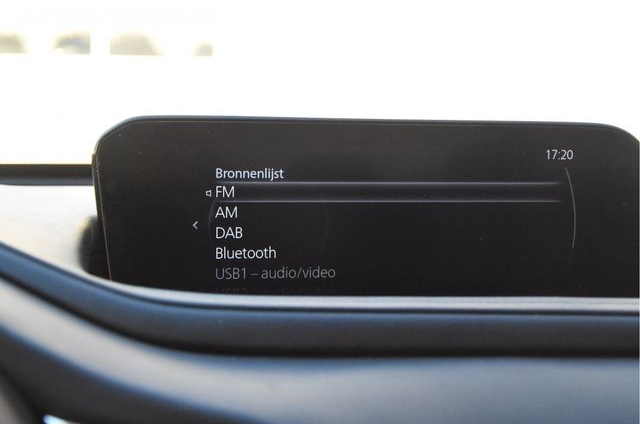 17:20
Bronnenlijst
FM
AM
DAB
Bluetooth
USB1 – audio/video